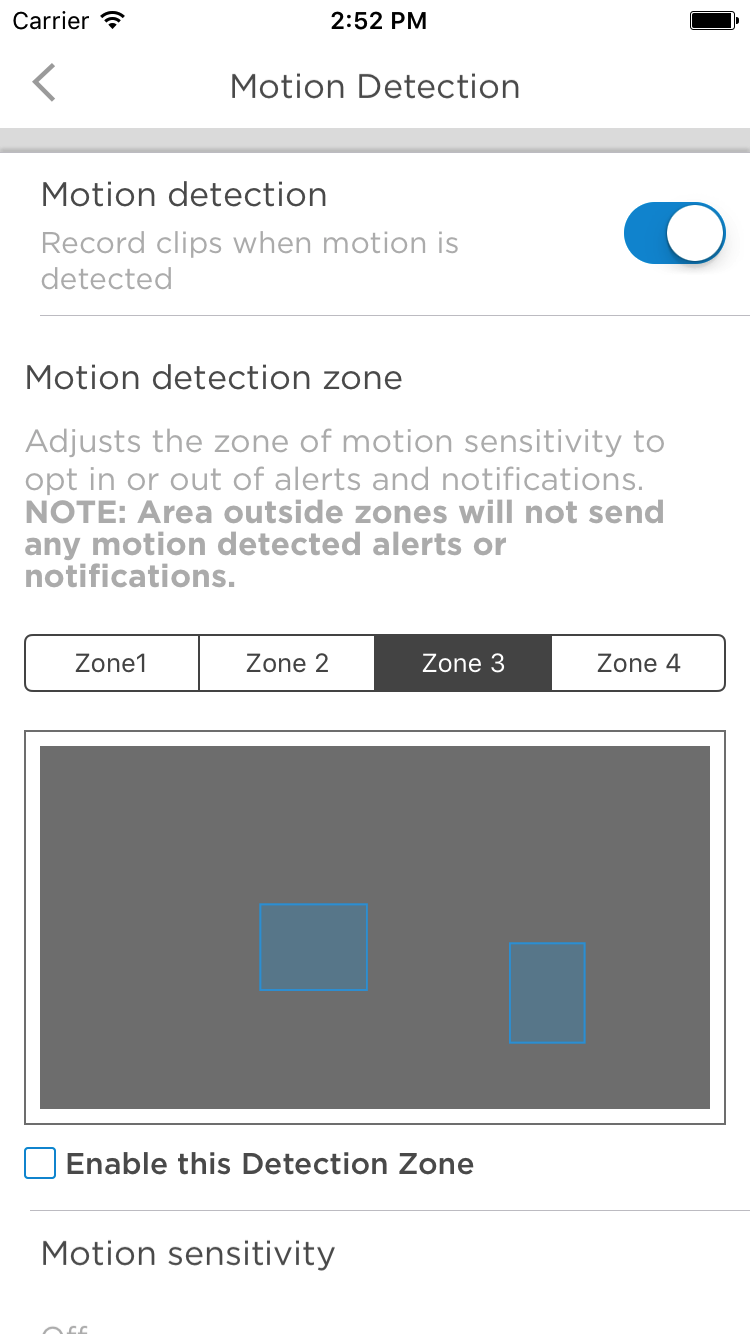 Carrier 2:52 PM
Motion Detection
Motion detection
Record clips when motion is
detected
Motion detection zone
Adjusts the zone of motion sensitivity to
opt in or out of alerts and notifications.
NOTE: Area outside zones will not send
any motion detected alerts or
notifications.
Zone1 Zone 2 Zone 3 Zone 4
Enable this Detection Zone
Motion sensitivity
Off